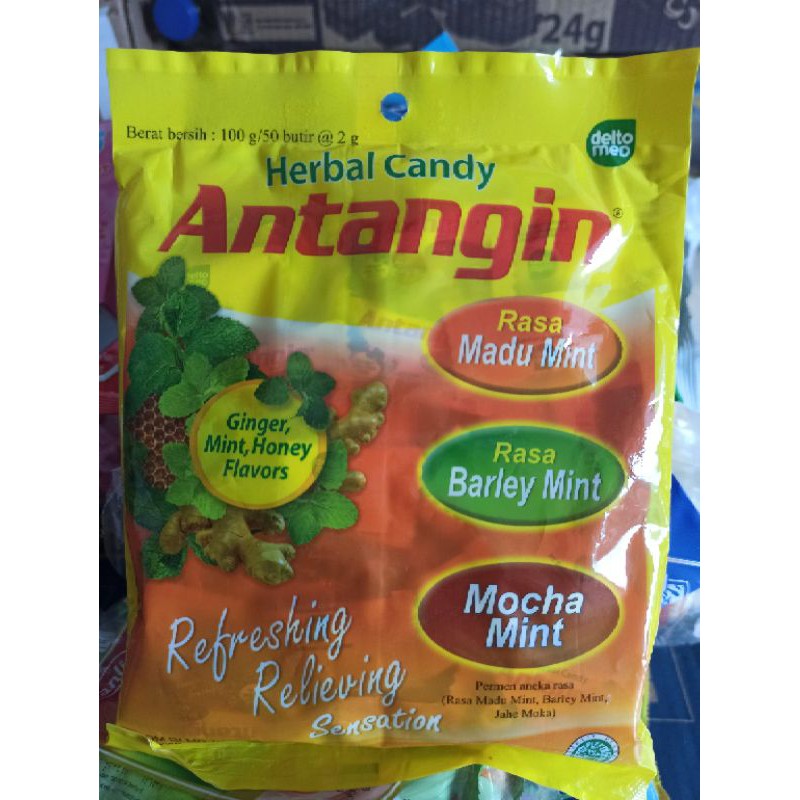 24g
Berat bersih : 100 g/50 butir @ 2 g
delto
med
Herbal Candy
Antangin®
Rasa
Madu Mint
Ginger,
Mint, Honey
Flavors
Rasa
Barley Mint
Mocha
Mint
Refreshing
Relieving
Sensation
Permen aneka rasa
(Rasa Madu Mint, Barley Mint,
Jahe Moka)